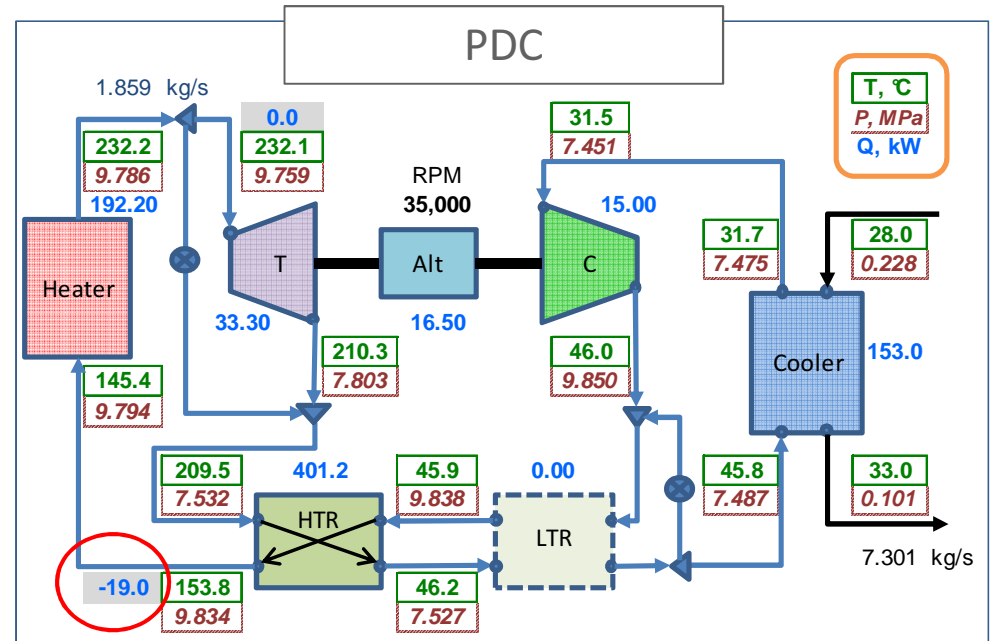 PDC
1.859 kg/s
T, °C
P, MPa
Q, kW
0.0
232.1
9.759
232.2
9.786
192.20
31.5
7.451
RPM
35,000
15.00
31.7
7.475
28.0
0.228
Heater
T
Alt
C
Cooler
153.0
33.30
16.50
210.3
7.803
46.0
9.850
145.4
9.794
209.5
7.532
401.2
45.9
9.838
0.00
45.8
7.487
33.0
0.101
HTR
LTR
7.301 kg/s
-19.0
153.8
9.834
46.2
7.527